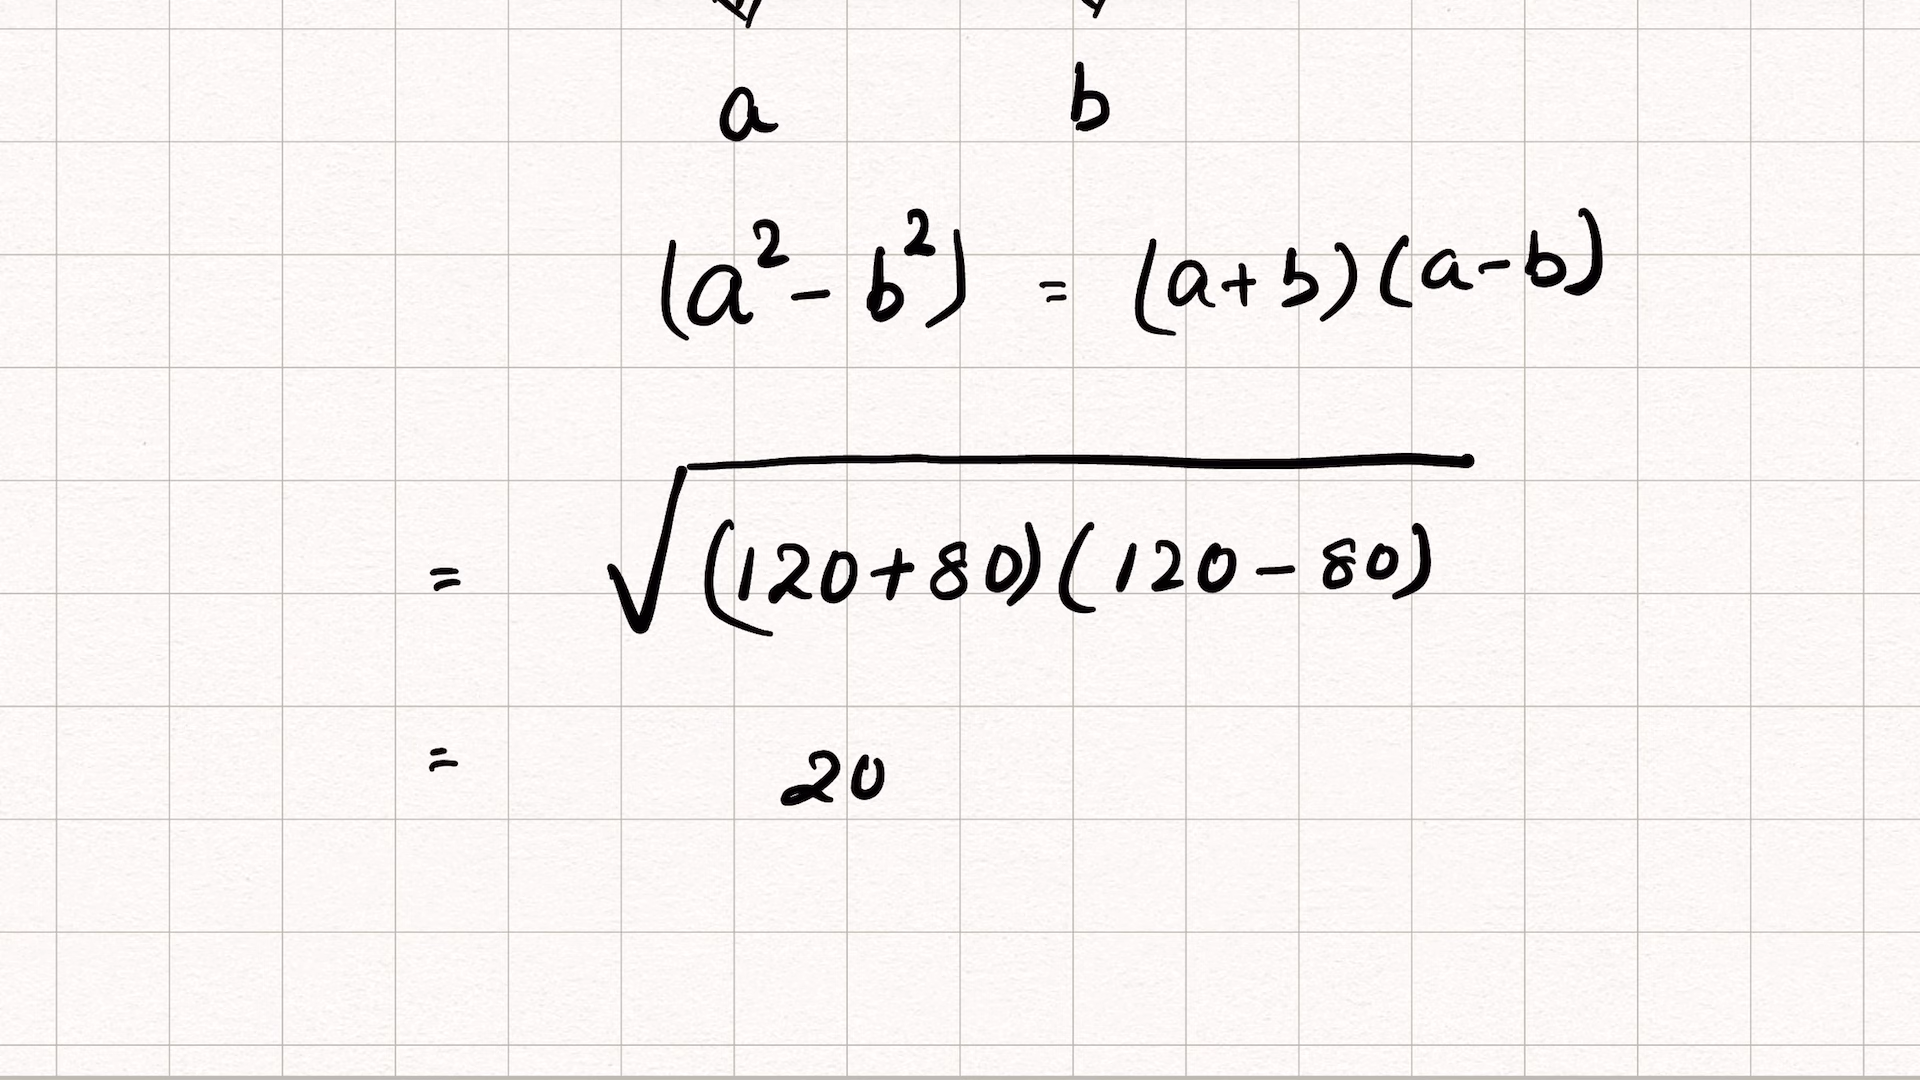 a b
(a² - b²) = (a+b)(a-b)
= √(120+80)(120-80)
= 20